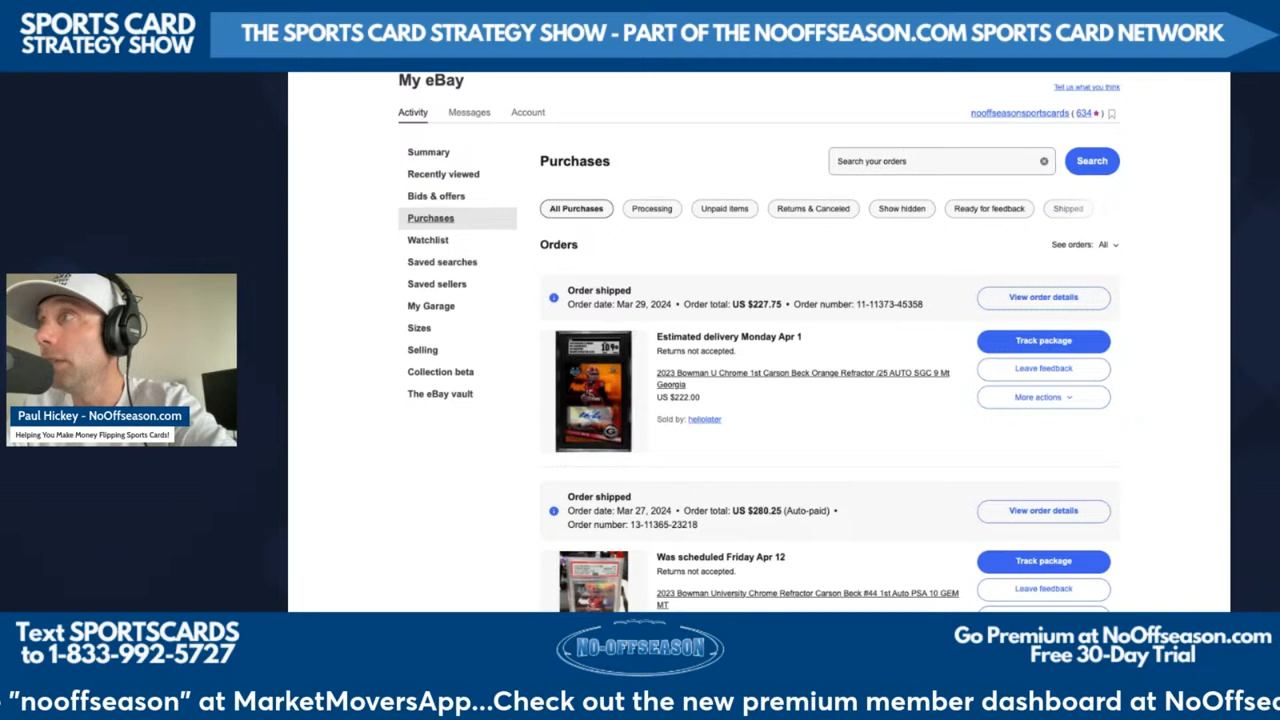 SPORTS CARD
STRATEGY SHOW
THE SPORTS CARD STRATEGY SHOW - PART OF THE NOOFFSEASON.COM SPORTS CARD NETWORK
My eBay
Tell us what you think
Activity Messages Account
nooffseasonsportscards ( 634 ★ )
Summary
Recently viewed
Bids & offers
Purchases
Watchlist
Saved searches
Saved sellers
My Garage
Sizes
Selling
Collection beta
The eBay vault
Purchases
Search your orders
Search
All Purchases Processing Unpaid items Returns & Canceled Show hidden Ready for feedback Shipped
Orders
See orders: All
Order shipped
Order date: Mar 29, 2024 • Order total: US $227.75 • Order number: 11-11373-45358
View order details
Estimated delivery Monday Apr 1
Returns not accepted.
2023 Bowman U Chrome 1st Carson Beck Orange Refractor /25 AUTO SGC 9 Mt
Georgia
US $222.00
Sold by: hellolater
Track package
Leave feedback
More actions
Order shipped
Order date: Mar 27, 2024 • Order total: US $280.25 (Auto-paid) •
Order number: 13-11365-23218
View order details
Was scheduled Friday Apr 12
Returns not accepted.
2023 Bowman University Chrome Refractor Carson Beck #44 1st Auto PSA 10 GEM
MT
Track package
Leave feedback
Paul Hickey - NoOffseason.com
Helping You Make Money Flipping Sports Cards!
Text SPORTSCARDS
to 1-833-992-5727
NO-OFFSEASON
Go Premium at NoOffseason.com
Free 30-Day Trial
"nooffseason" at MarketMoversApp...Check out the new premium member dashboard at NoOffsea